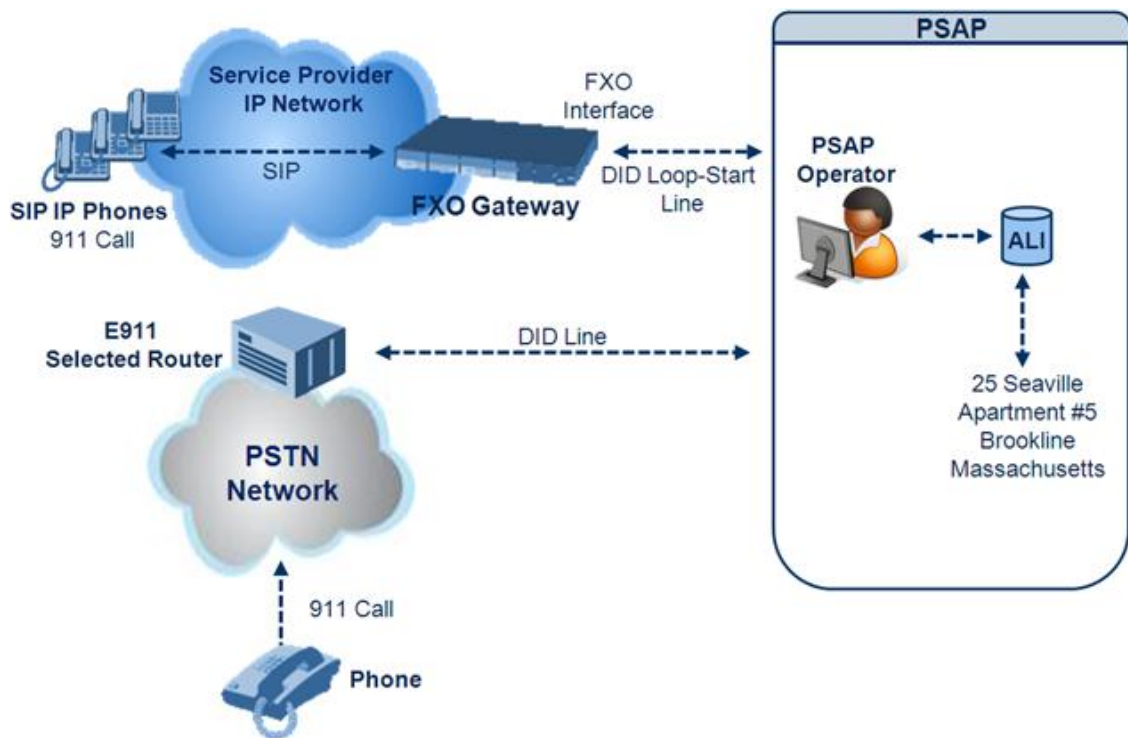 PSAP
Service Provider
IP Network
SIP
SIP IP Phones
911 Call
FXO Gateway
FXO
Interface
DID Loop-Start
Line
PSAP
Operator
ALI
25 Seaville
Apartment #5
Brookline
Massachusetts
E911
Selected Router
DID Line
PSTN
Network
911 Call
Phone